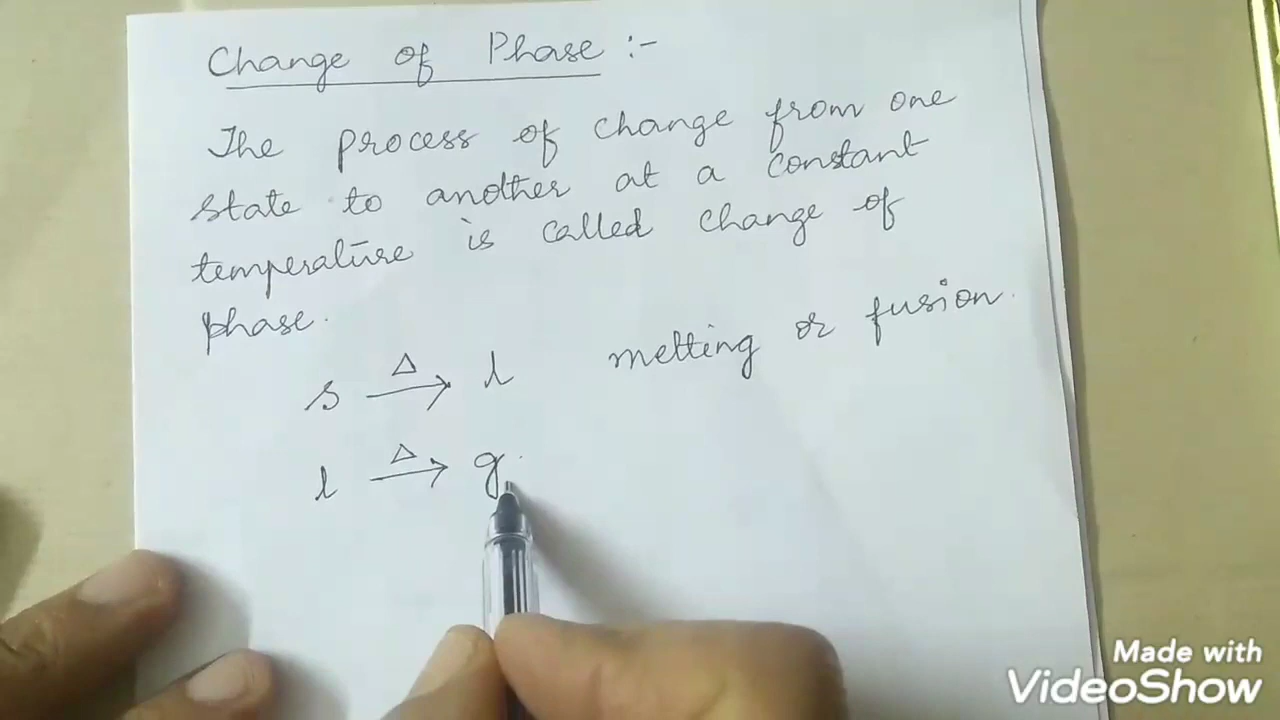 Change of Phase :-
The process of change from one
state to another at a constant
temperature is called change of
phase.
s Δ→ l melting or fusion.
l Δ→ g.
Made with
VideoShow